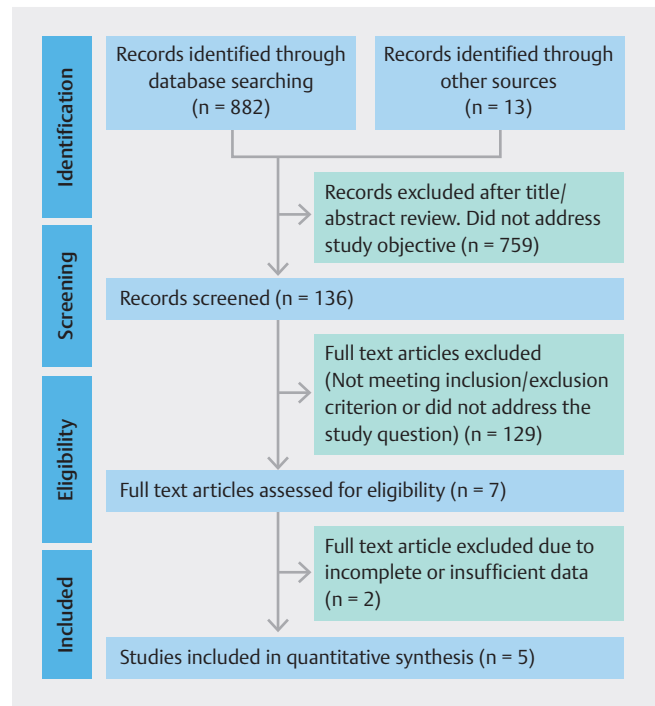 Identification
Records identified through
database searching
(n = 882)
Records identified through
other sources
(n = 13)
Records excluded after title/
abstract review. Did not address
study objective (n = 759)
Screening
Records screened (n = 136)
Full text articles excluded
(Not meeting inclusion/exclusion
criterion or did not address the
study question) (n = 129)
Eligibility
Full text articles assessed for eligibility (n = 7)
Full text article excluded due to
incomplete or insufficient data
(n = 2)
Included
Studies included in quantitative synthesis (n = 5)